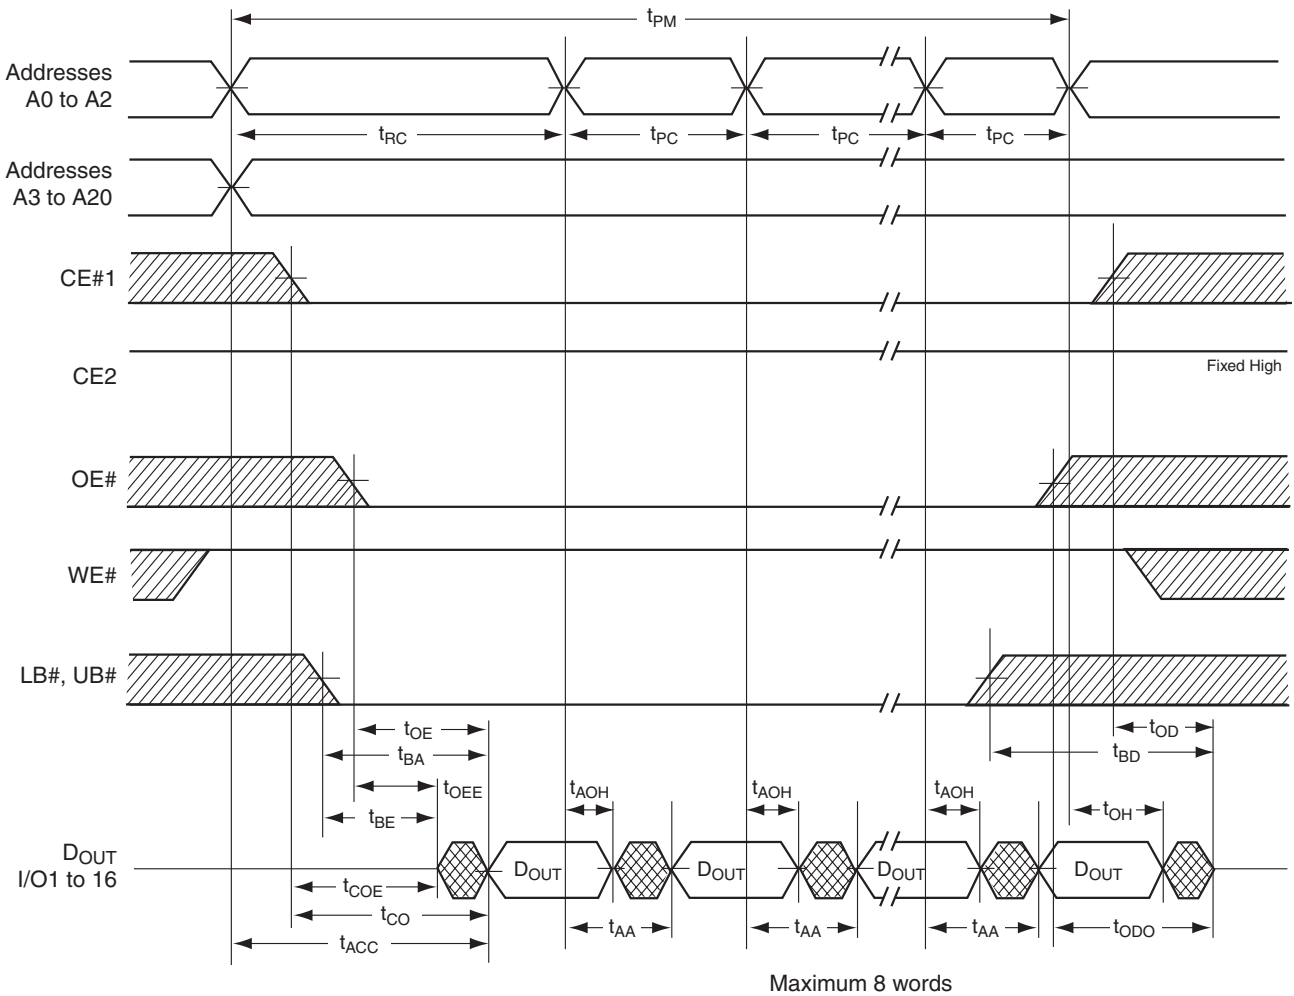 tPM
Addresses
A0 to A2
tRC
tPC
tPC
tPC
Addresses
A3 to A20
CE#1
CE2
Fixed High
OE#
WE#
LB#, UB#
tOE
tOD
tBA
tBD
tOEE
tAOH
tAOH
tAOH
tBE
tOH
DOUT
I/O1 to 16
DOUT
DOUT
DOUT
DOUT
tCOE
tCO
tAA
tAA
tAA
tODO
tACC
Maximum 8 words